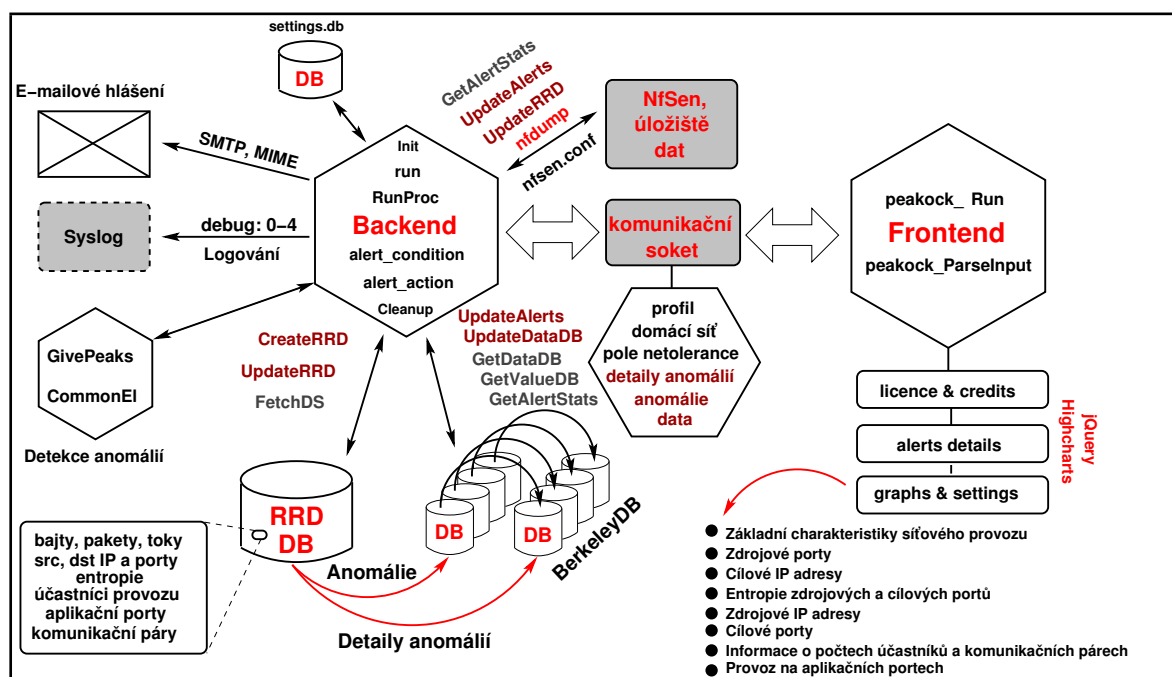 settings.db
DB
E-mailové hlášení
SMTP, MIME
Syslog
debug: 0-4
Logování
Init
run
RunProc
Backend
alert_condition
alert_action
Cleanup
GetAlertStats
UpdateAlerts
UpdateRRD
nfdump
nfsen.conf
NfSen,
úložiště
dat
komunikační
soket
profil
domácí síť
pole netolerance
detaily anomálií
anomálie
data
peakock_ Run
Frontend
peakock_ParseInput
licence & credits
alerts details
graphs & settings
jQuery
Highcharts
GivePeaks
CommonEl
Detekce anomálií
CreateRRD
UpdateRRD
FetchDS
UpdateAlerts
UpdateDataDB
GetDataDB
GetValueDB
GetAlertStats
RRD
DB
DB
DB
BerkeleyDB
Anomálie
Detaily anomálií
bajty, pakety, toky
src, dst IP a porty
entropie
účastníci provozu
aplikační porty
komunikační páry
Základní charakteristiky síťového provozu
Zdrojové porty
Cílové IP adresy
Entropie zdrojových a cílových portů
Zdrojové IP adresy
Cílové porty
Informace o počtech účastníků a komunikačních párech
Provoz na aplikačních portech